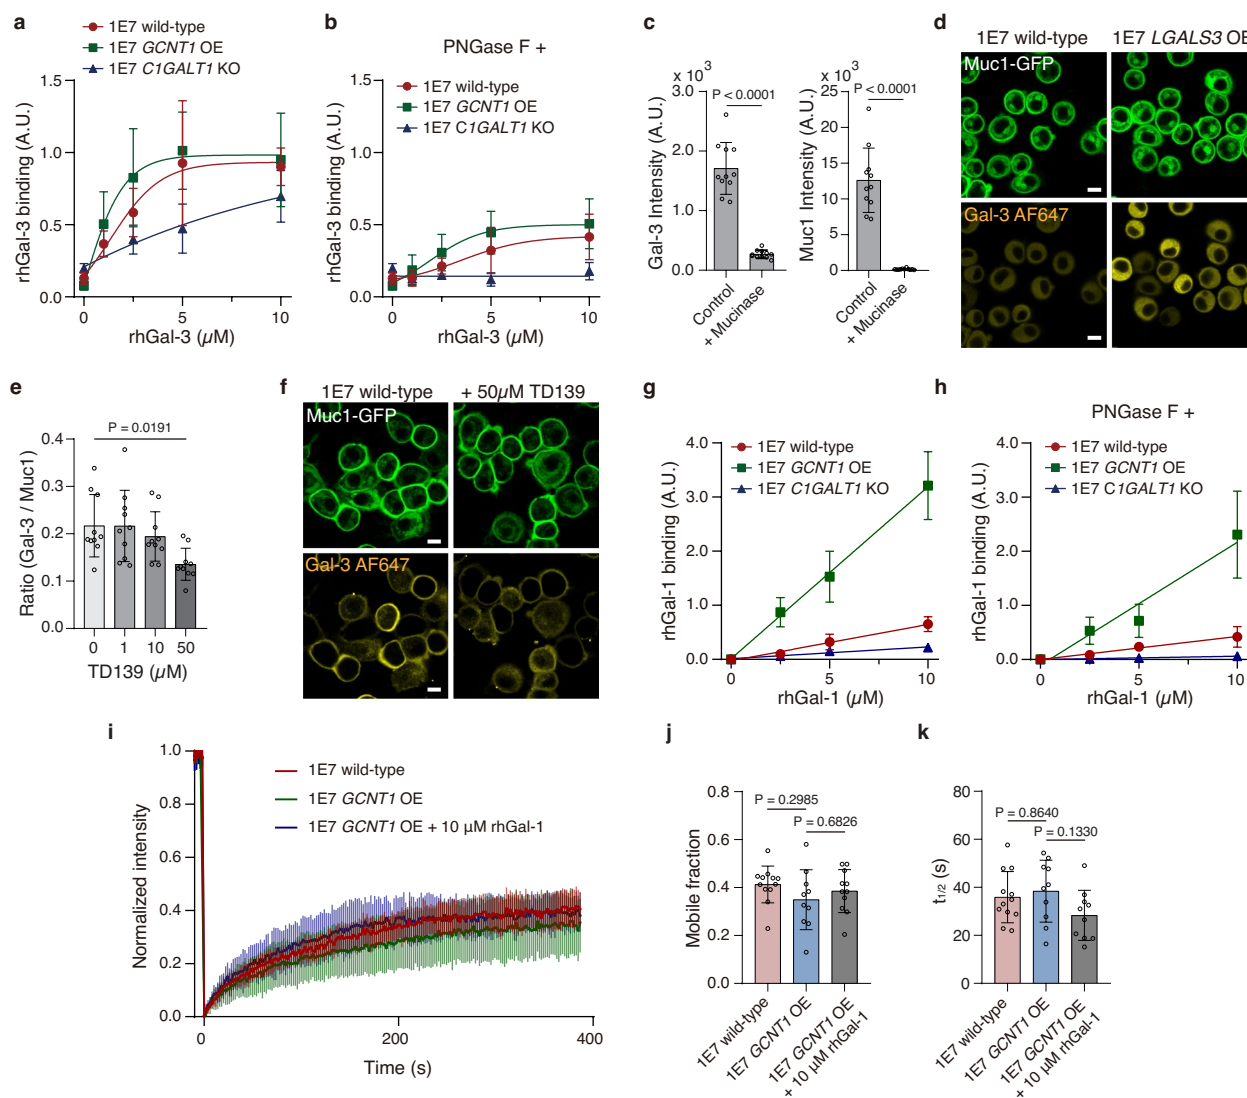 a
1E7 wild-type
1E7 GCNT1 OE
1E7 C1GALT1 KO
rhGal-3 binding (A.U.)
1.5
1.0
0.5
0.0
0
5
10
rhGal-3 (µM)
b
PNGase F +
1E7 wild-type
1E7 GCNT1 OE
1E7 C1GALT1 KO
rhGal-3 binding (A.U.)
1.5
1.0
0.5
0.0
0
5
10
rhGal-3 (µM)
c
x 10³
P < 0.0001
Gal-3 Intensity (A.U.)
3.0
2.0
1.0
0.0
Control
+ Mucinase
x 10³
P < 0.0001
Muc1 Intensity (A.U.)
25
20
15
10
5
0
Control
+ Mucinase
d
1E7 wild-type
1E7 LGALS3 OE
Muc1-GFP
Gal-3 AF647
e
P = 0.0191
Ratio (Gal-3 / Muc1)
0.4
0.3
0.2
0.1
0.0
0
1
10
50
TD139 (µM)
f
1E7 wild-type
+ 50µM TD139
Muc1-GFP
Gal-3 AF647
g
1E7 wild-type
1E7 GCNT1 OE
1E7 C1GALT1 KO
rhGal-1 binding (A.U.)
4.0
3.0
2.0
1.0
0.0
0
5
10
rhGal-1 (µM)
h
PNGase F +
1E7 wild-type
1E7 GCNT1 OE
1E7 C1GALT1 KO
rhGal-1 binding (A.U.)
4.0
3.0
2.0
1.0
0.0
0
5
10
rhGal-1 (µM)
i
1E7 wild-type
1E7 GCNT1 OE
1E7 GCNT1 OE + 10 µM rhGal-1
Normalized intensity
1.0
0.8
0.6
0.4
0.2
0.0
0
200
400
Time (s)
j
P = 0.2985
P = 0.6826
Mobile fraction
0.8
0.6
0.4
0.2
0.0
1E7 wild-type
1E7 GCNT1 OE
1E7 GCNT1 OE
+ 10 µM rhGal-1
k
P = 0.8640
P = 0.1330
t1/2 (s)
80
60
40
20
0
1E7 wild-type
1E7 GCNT1 OE
1E7 GCNT1 OE
+ 10 µM rhGal-1